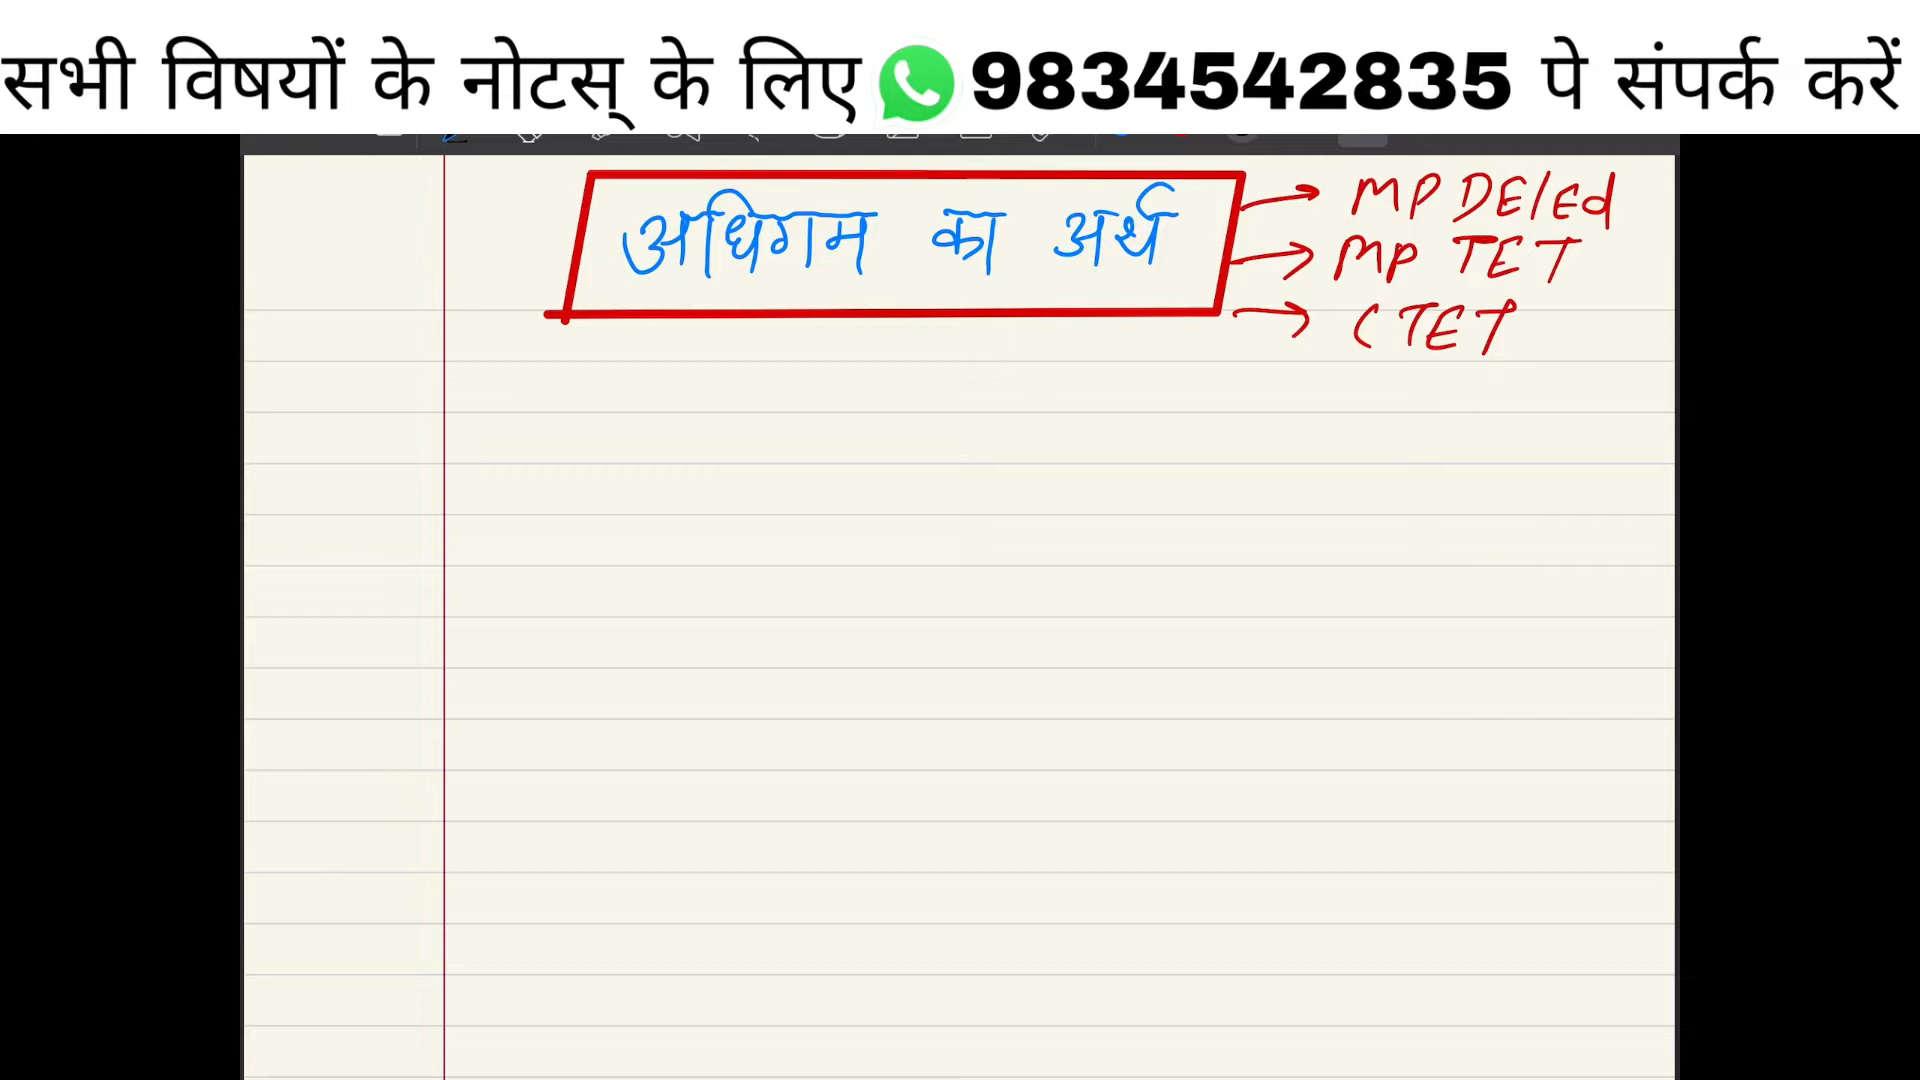 सभी विषयों के नोटस् के लिए 9834542835 पे संपर्क करें
अधिगम का अर्थ
MP DElEd
MP TET
CTET